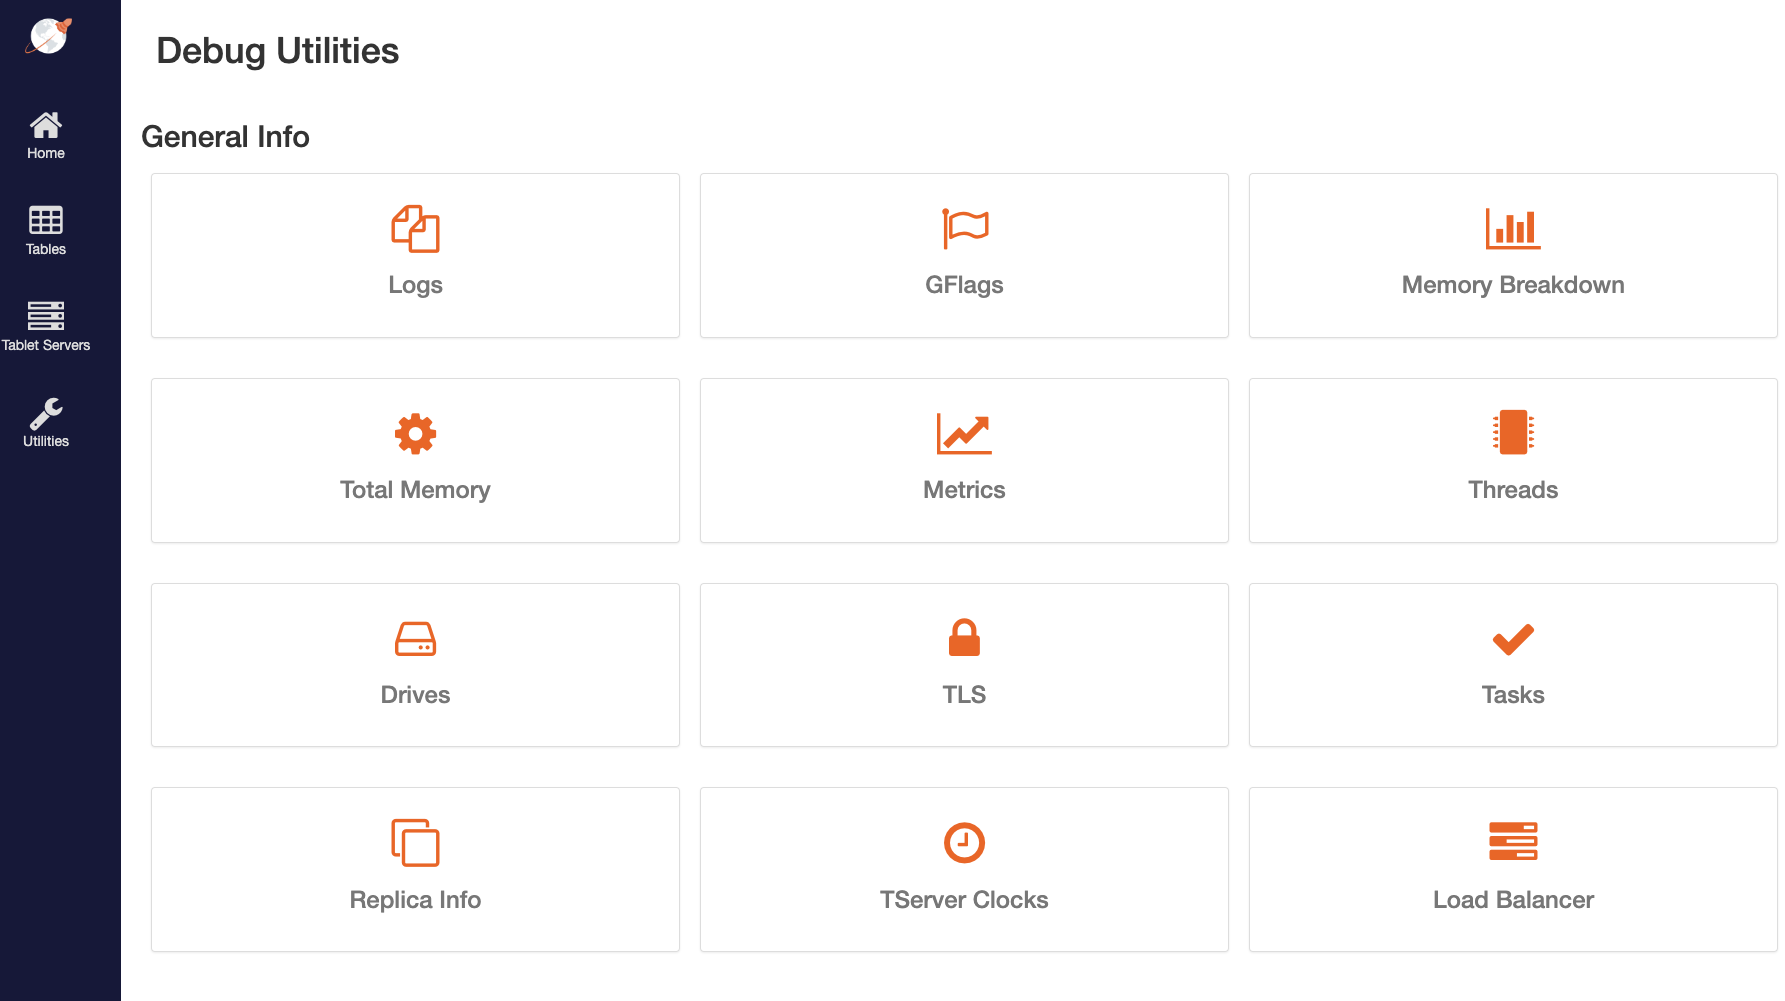 Debug Utilities
Home
Tables
Tablet Servers
Utilities
General Info
Logs
GFlags
Memory Breakdown
Total Memory
Metrics
Threads
Drives
TLS
Tasks
Replica Info
TServer Clocks
Load Balancer